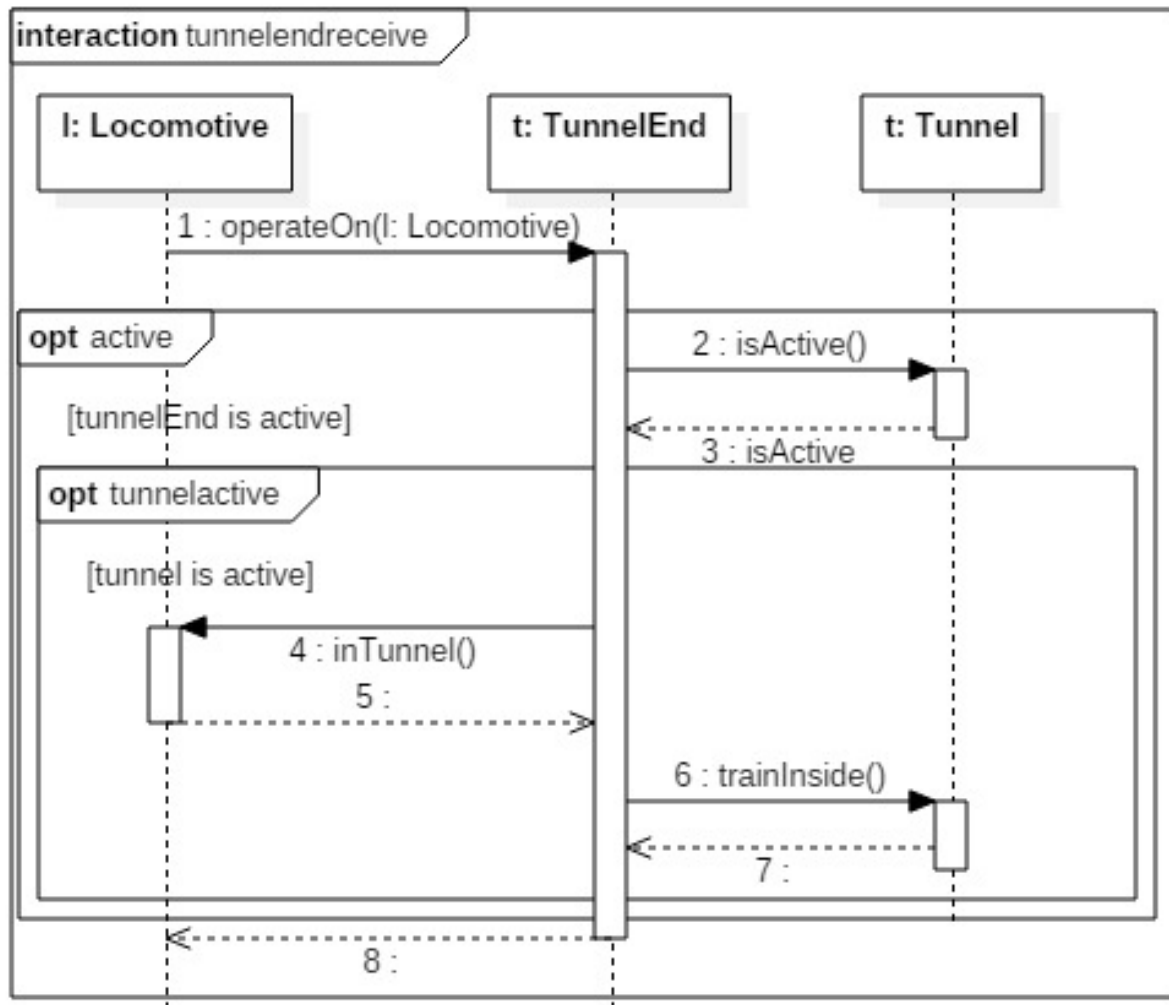 interaction tunnelendreceive
l: Locomotive
t: TunnelEnd
t: Tunnel
1 : operateOn(l: Locomotive)
opt active
2 : isActive()
[tunnelEnd is active]
3 : isActive
opt tunnelactive
[tunnel is active]
4 : inTunnel()
5 :
6 : trainInside()
7 :
8 :